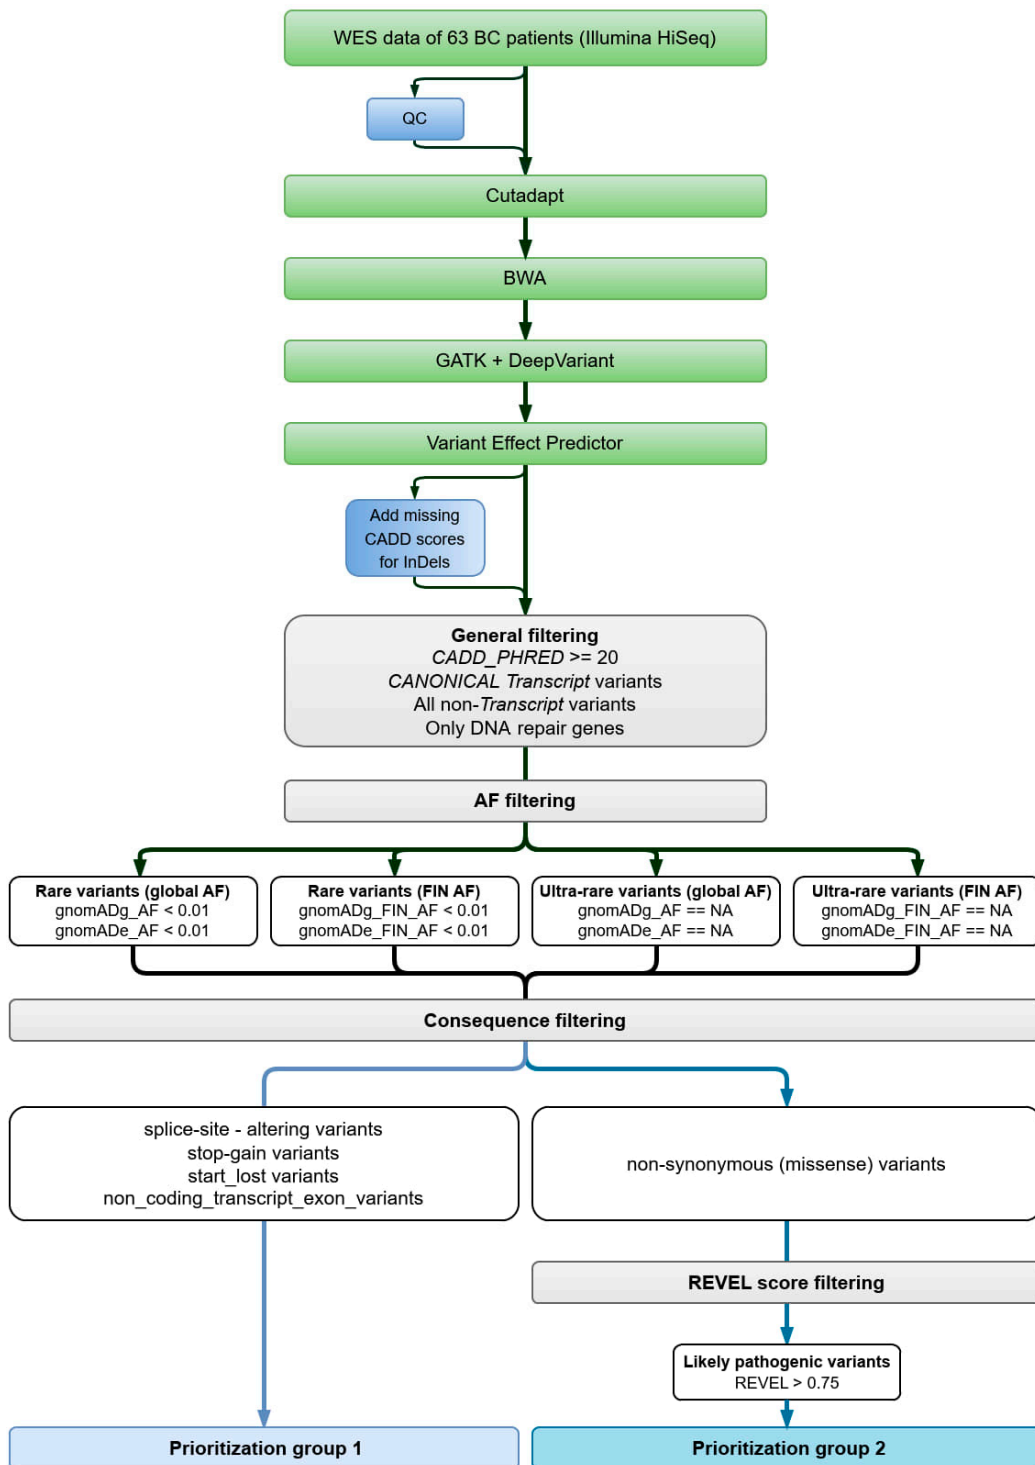 WES data of 63 BC patients (Illumina HiSeq)
QC
Cutadapt
BWA
GATK + DeepVariant
Variant Effect Predictor
Add missing
CADD scores
for InDels
General filtering
CADD_PHRED >= 20
CANONICAL Transcript variants
All non-Transcript variants
Only DNA repair genes
AF filtering
Rare variants (global AF)
gnomADg_AF < 0.01
gnomADe_AF < 0.01
Rare variants (FIN AF)
gnomADg_FIN_AF < 0.01
gnomADe_FIN_AF < 0.01
Ultra-rare variants (global AF)
gnomADg_AF == NA
gnomADe_AF == NA
Ultra-rare variants (FIN AF)
gnomADg_FIN_AF == NA
gnomADe_FIN_AF == NA
Consequence filtering
splice-site - altering variants
stop-gain variants
start_lost variants
non_coding_transcript_exon_variants
non-synonymous (missense) variants
REVEL score filtering
Likely pathogenic variants
REVEL > 0.75
Prioritization group 1
Prioritization group 2